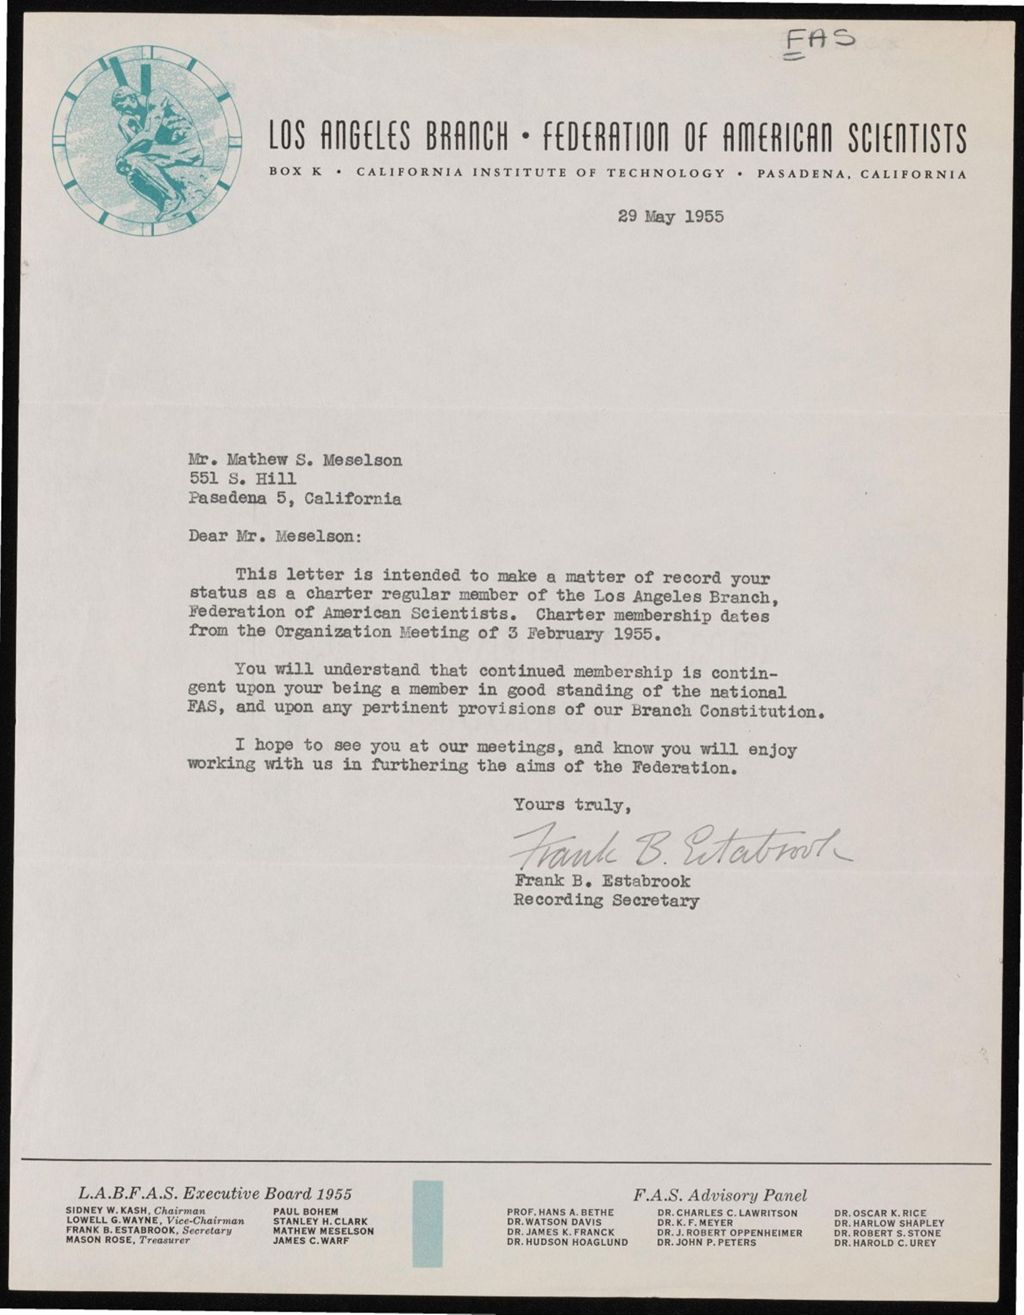 FAS
LOS ANGELES BRANCH • FEDERATION OF AMERICAN SCIENTISTS
BOX K • CALIFORNIA INSTITUTE OF TECHNOLOGY • PASADENA, CALIFORNIA
29 May 1955
Mr. Mathew S. Meselson
551 S. Hill
Pasadena 5, California
Dear Mr. Meselson:
This letter is intended to make a matter of record your
status as a charter regular member of the Los Angeles Branch,
Federation of American Scientists. Charter membership dates
from the Organization Meeting of 3 February 1955.
You will understand that continued membership is contin-
gent upon your being a member in good standing of the national
FAS, and upon any pertinent provisions of our Branch Constitution.
I hope to see you at our meetings, and know you will enjoy
working with us in furthering the aims of the Federation.
Yours truly,
Frank B. Estabrook
Frank B. Estabrook
Recording Secretary
L.A.B.F.A.S. Executive Board 1955
SIDNEY W. KASH, Chairman
LOWELL G. WAYNE, Vice-Chairman
FRANK B. ESTABROOK, Secretary
MASON ROSE, Treasurer
PAUL BOHEM
STANLEY H. CLARK
MATHEW MESELSON
JAMES C. WARF
F.A.S. Advisory Panel
PROF. HANS A. BETHE
DR. WATSON DAVIS
DR. JAMES K. FRANCK
DR. HUDSON HOAGLUND
DR. CHARLES C. LAWRITSON
DR. K. F. MEYER
DR. J. ROBERT OPPENHEIMER
DR. JOHN P. PETERS
DR. OSCAR K. RICE
DR. HARLOW SHAPLEY
DR. ROBERT S. STONE
DR. HAROLD C. UREY